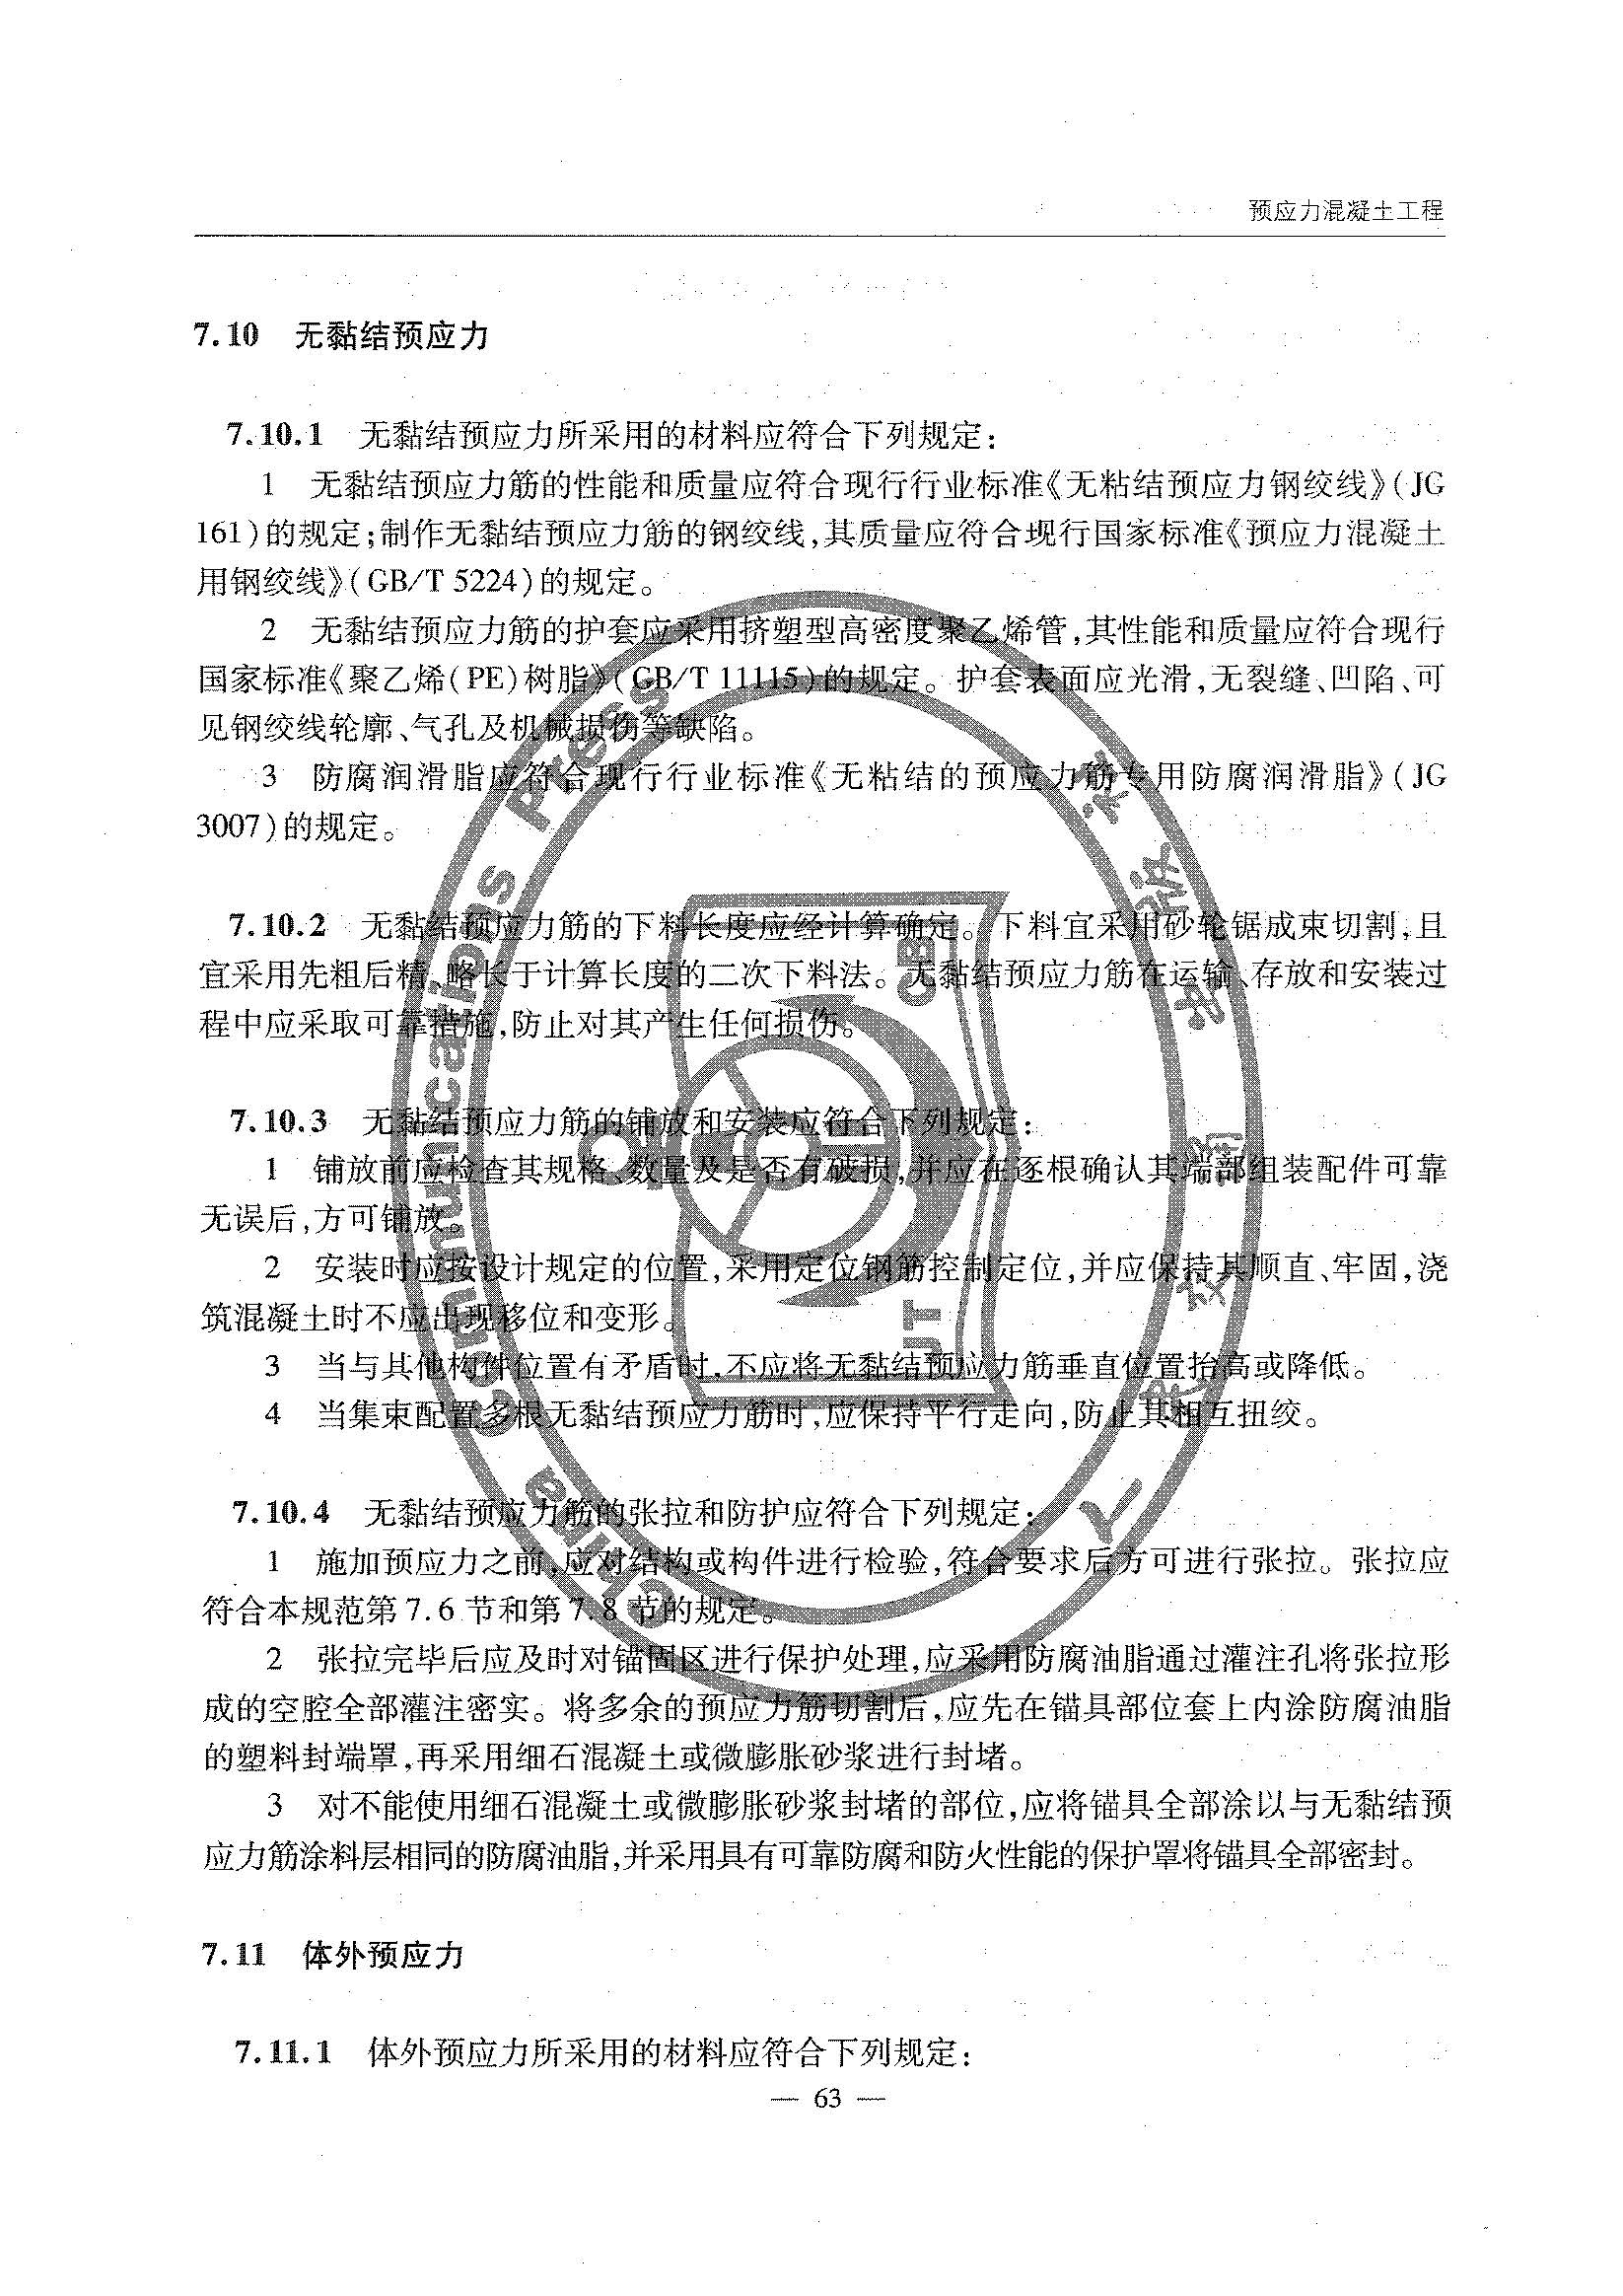 预应力混凝土工程
7.10 无黏结预应力
7.10.1 无黏结预应力所采用的材料应符合下列规定:
1 无黏结预应力筋的性能和质量应符合现行行业标准《无粘结预应力钢绞线》(JG
161)的规定;制作无黏结预应力筋的钢绞线,其质量应符合现行国家标准《预应力混凝土
用钢绞线》(GB/T 5224)的规定。
2 无黏结预应力筋的护套应采用挤塑型高密度聚乙烯管,其性能和质量应符合现行
国家标准《聚乙烯(PE)树脂》(GB/T 11115)的规定。护套表面应光滑,无裂缝、凹陷、可
见钢绞线轮廓、气孔及机械损伤等缺陷。
3 防腐润滑脂应符合现行行业标准《无粘结的预应力筋专用防腐润滑脂》(JG
3007)的规定。
7.10.2 无黏结预应力筋的下料长度应经计算确定。下料宜采用砂轮锯成束切割,且
宜采用先粗后精、略长于计算长度的二次下料法。无黏结预应力筋在运输、存放和安装过
程中应采取可靠措施,防止对其产生任何损伤。
7.10.3 无黏结预应力筋的铺放和安装应符合下列规定:
1 铺放前应检查其规格、数量及是否有破损,并应在逐根确认其端部组装配件可靠
无误后,方可铺放。
2 安装时应按设计规定的位置,采用定位钢筋控制定位,并应保持其顺直、牢固,浇
筑混凝土时不应出现移位和变形。
3 当与其他构件位置有矛盾时,不应将无黏结预应力筋垂直位置抬高或降低。
4 当集束配置多根无黏结预应力筋时,应保持平行走向,防止其相互扭绞。
7.10.4 无黏结预应力筋的张拉和防护应符合下列规定:
1 施加预应力之前,应对结构或构件进行检验,符合要求后方可进行张拉。张拉应
符合本规范第 7.6 节和第 7.8 节的规定。
2 张拉完毕后应及时对锚固区进行保护处理,应采用防腐油脂通过灌注孔将张拉形
成的空腔全部灌注密实。将多余的预应力筋切割后,应先在锚具部位套上内涂防腐油脂
的塑料封端罩,再采用细石混凝土或微膨胀砂浆进行封堵。
3 对不能使用细石混凝土或微膨胀砂浆封堵的部位,应将锚具全部涂以与无黏结预
应力筋涂料层相同的防腐油脂,并采用具有可靠防腐和防火性能的保护罩将锚具全部密封。
7.11 体外预应力
7.11.1 体外预应力所采用的材料应符合下列规定:
— 63 —
China Communications Press